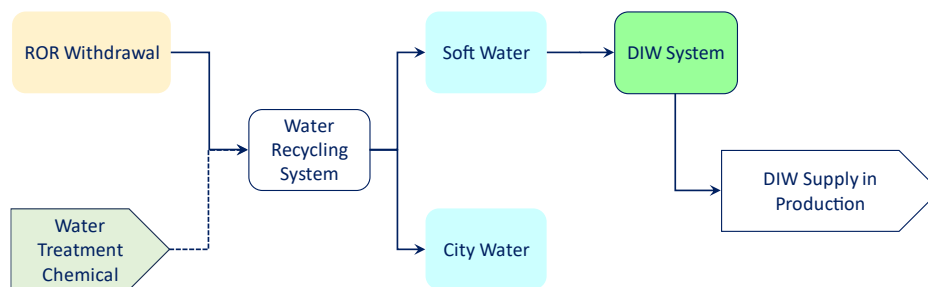 ROR Withdrawal
Soft Water
DIW System
Water
Recycling
System
DIW Supply in
Production
Water
Treatment
Chemical
City Water